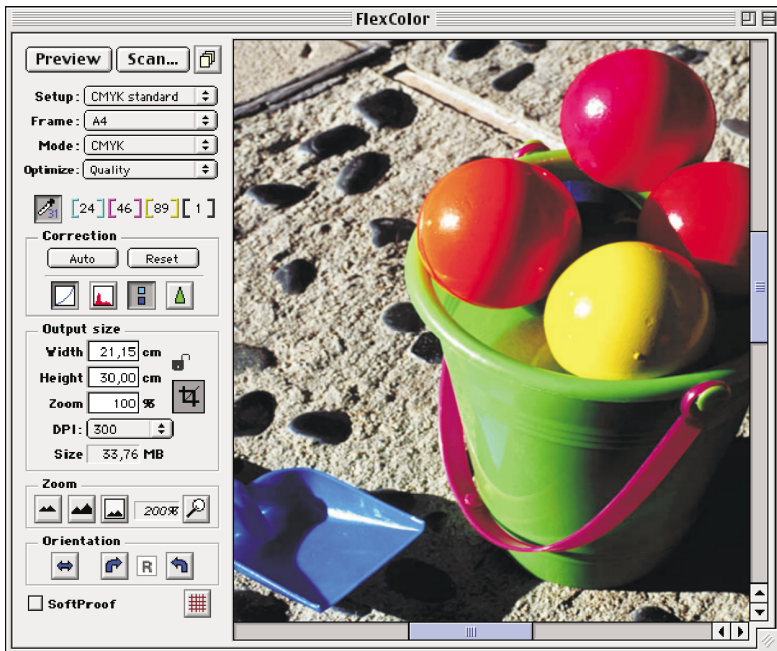 FlexColor
Preview Scan...
Setup: CMYK standard
Frame: A4
Mode: CMYK
Optimize: Quality
31 [24][46][89][1]
Correction
Auto Reset
Output size
Width 21,15 cm
Height 30,00 cm
Zoom 100 %
DPI: 300
Size 33,76 MB
Zoom
200%
Orientation
R
SoftProof